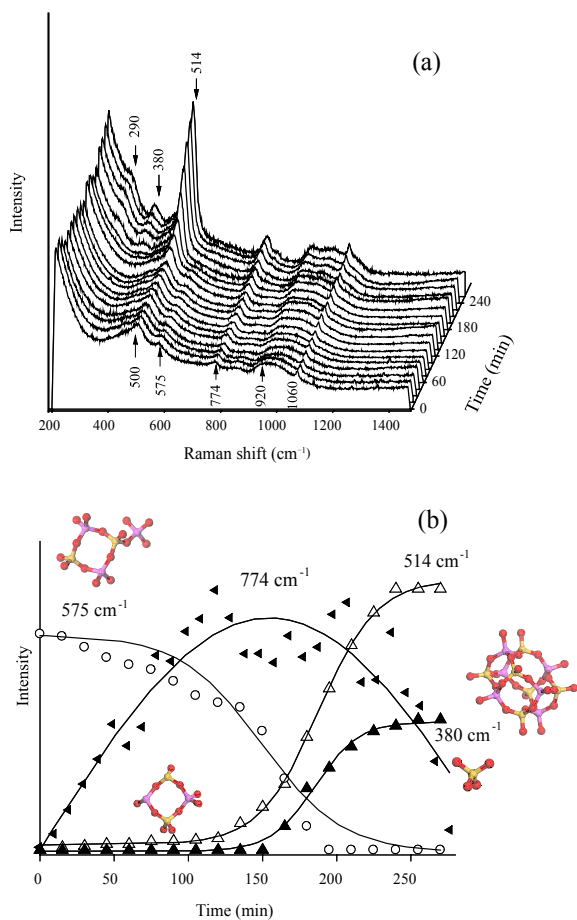 (a)
514
290
380
Intensity
500
575
774
920
1060
240
180
120
60
0
Time (min)
200 400 600 800 1000 1200 1400
Raman shift (cm⁻¹)
(b)
514 cm⁻¹
774 cm⁻¹
575 cm⁻¹
Intensity
380 cm⁻¹
0 50 100 150 200 250
Time (min)